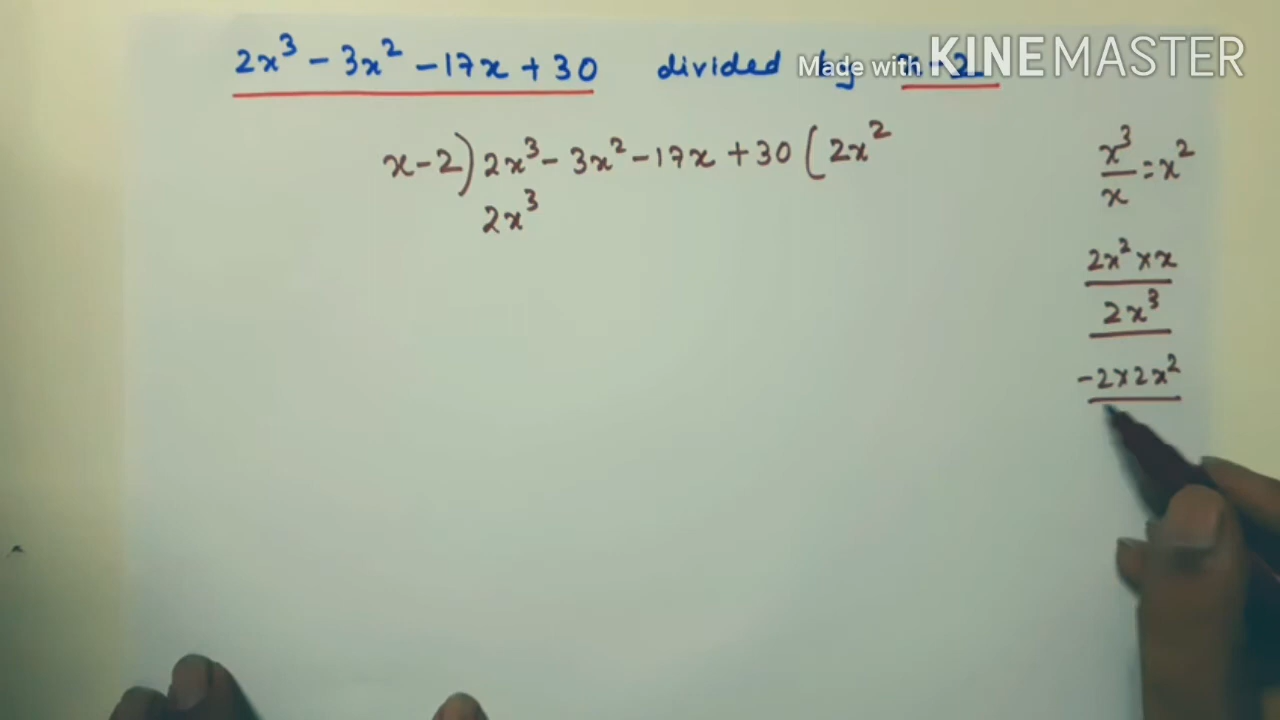 2x³ - 3x² - 17x + 30 divided by x - 2
Made with KINEMASTER
x-2) 2x³ - 3x² - 17x + 30 ( 2x²
2x³
x³/x = x²
2x² × x
2x³
-2 × 2x²